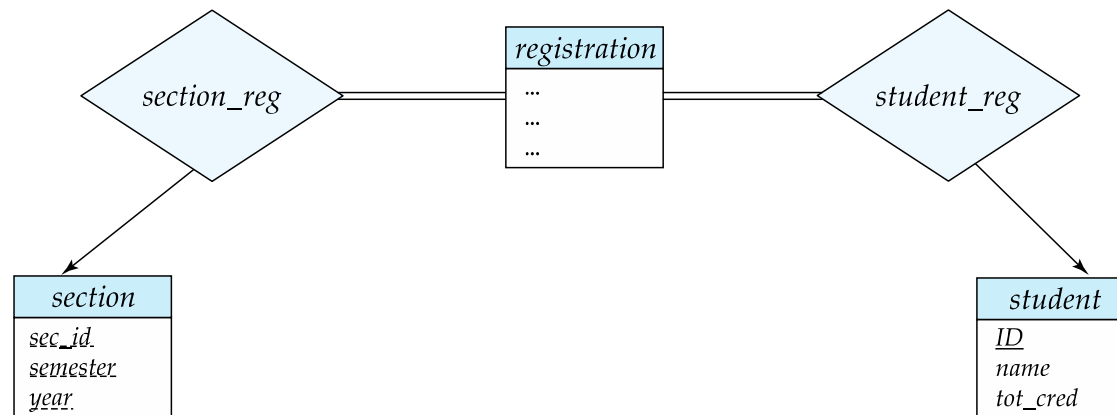 section_reg
registration
...
...
...
student_reg
section
sec_id
semester
year
student
ID
name
tot_cred